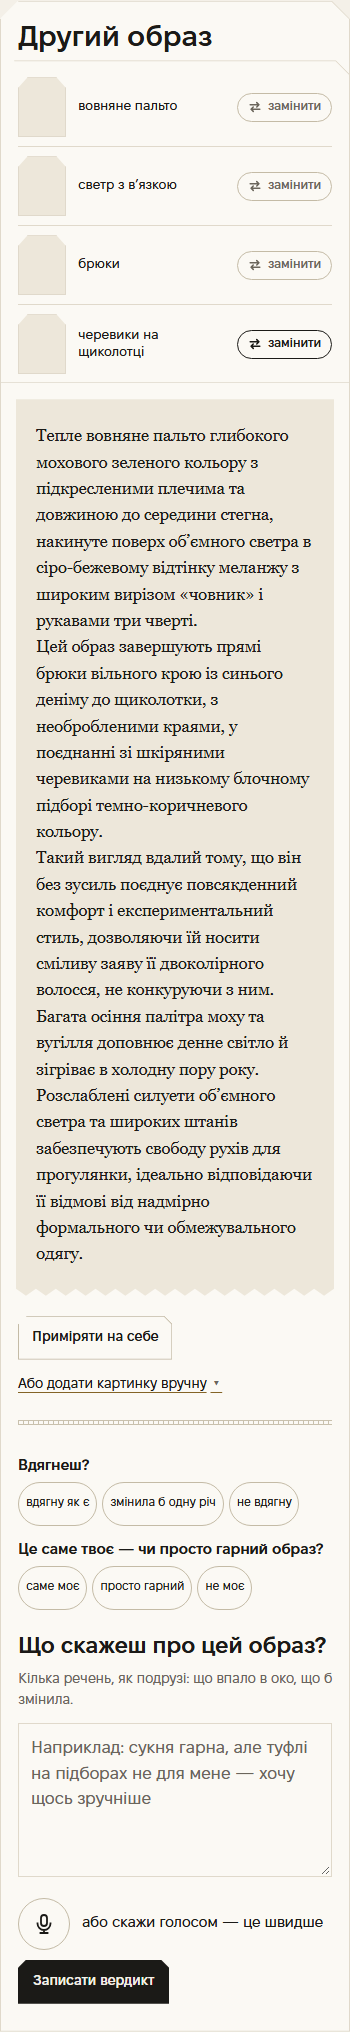 Другий образ
вовняне пальто
замінити
светр з в’язкою
замінити
брюки
замінити
черевики на
щиколотці
замінити
Тепле вовняне пальто глибокого
мохового зеленого кольору з
підкресленими плечима та
довжиною до середини стегна,
накинуте поверх об’ємного светра в
сіро-бежевому відтінку меланжу з
широким вирізом «човник» і
рукавами три чверті.
Цей образ завершують прямі
брюки вільного крою із синього
деніму до щиколотки, з
необробленими краями, у
поєднанні зі шкіряними
черевиками на низькому блочному
підборі темно-коричневого
кольору.
Такий вигляд вдалий тому, що він
без зусиль поєднує повсякденний
комфорт і експериментальний
стиль, дозволяючи їй носити
сміливу заяву її двоколірного
волосся, не конкуруючи з ним.
Багата осіння палітра моху та
вугілля доповнює денне світло й
зігріває в холодну пору року.
Розслаблені силуети об’ємного
светра та широких штанів
забезпечують свободу рухів для
прогулянки, ідеально відповідаючи
її відмові від надмірно
формального чи обмежувального
одягу.
Приміряти на себе
Або додати картинку вручну
Вдягнеш?
вдягну як є
змінила б одну річ
не вдягну
Це саме твоє — чи просто гарний образ?
саме моє
просто гарний
не моє
Що скажеш про цей образ?
Кілька речень, як подрузі: що впало в око, що б
змінила.
Наприклад: сукня гарна, але туфлі
на підборах не для мене — хочу
щось зручніше
або скажи голосом — це швидше
Записати вердикт